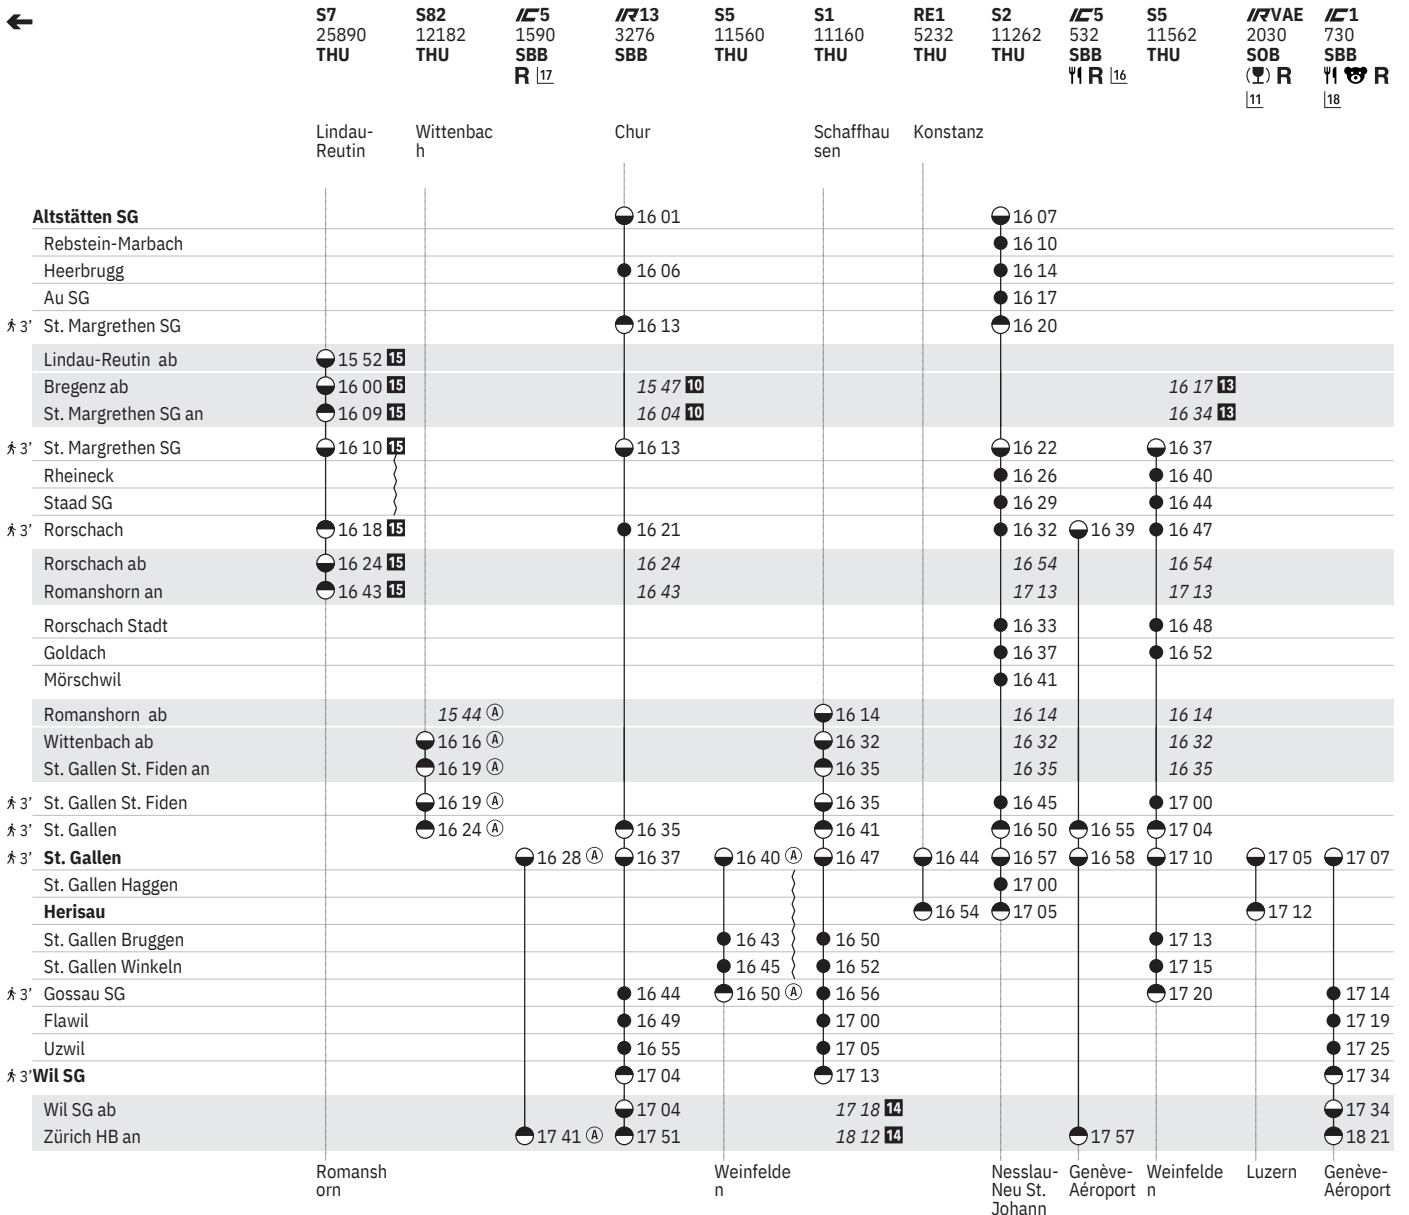 S7 S82 IC5 IR13 S5 S1 RE1 S2 IC5 S5 IRVAE IC1
25890 12182 1590 3276 11560 11160 5232 11262 532 11562 2030 730
THU THU SBB SBB THU THU THU THU SBB THU SOB SBB
R 17 R 16 R R
11 18
Lindau- Wittenbac Chur Schaffhau Konstanz
Reutin h sen
Altstätten SG 16 01 16 07
Rebstein-Marbach 16 10
Heerbrugg 16 06 16 14
Au SG 16 17
3' St. Margrethen SG 16 13 16 20
Lindau-Reutin ab 15 52 15
Bregenz ab 16 00 15 15 47 10 16 17 13
St. Margrethen SG an 16 09 15 16 04 10 16 34 13
3' St. Margrethen SG 16 10 15 16 13 16 22 16 37
Rheineck 16 26 16 40
Staad SG 16 29 16 44
3' Rorschach 16 18 15 16 21 16 32 16 39 16 47
Rorschach ab 16 24 15 16 24 16 54 16 54
Romanshorn an 16 43 15 16 43 17 13 17 13
Rorschach Stadt 16 33 16 48
Goldach 16 37 16 52
Mörschwil 16 41
Romanshorn ab 15 44 A 16 14 16 14 16 14
Wittenbach ab 16 16 A 16 32 16 32 16 32
St. Gallen St. Fiden an 16 19 A 16 35 16 35 16 35
3' St. Gallen St. Fiden 16 19 A 16 35 16 45 17 00
3' St. Gallen 16 24 A 16 35 16 41 16 50 16 55 17 04
3' St. Gallen 16 28 A 16 37 16 40 A 16 47 16 44 16 57 16 58 17 10 17 05 17 07
St. Gallen Haggen 17 00
Herisau 16 54 17 05 17 12
St. Gallen Bruggen 16 43 16 50 17 13
St. Gallen Winkeln 16 45 16 52 17 15
3' Gossau SG 16 44 16 50 A 16 56 17 20 17 14
Flawil 16 49 17 00 17 19
Uzwil 16 55 17 05 17 25
3' Wil SG 17 04 17 13 17 34
Wil SG ab 17 04 17 18 14 17 34
Zürich HB an 17 41 A 17 51 18 12 14 17 57 18 21
Romansh Weinfelde Nesslau- Genève- Weinfelde Luzern Genève-
orn n Neu St. Aéroport n Aéroport
Johann